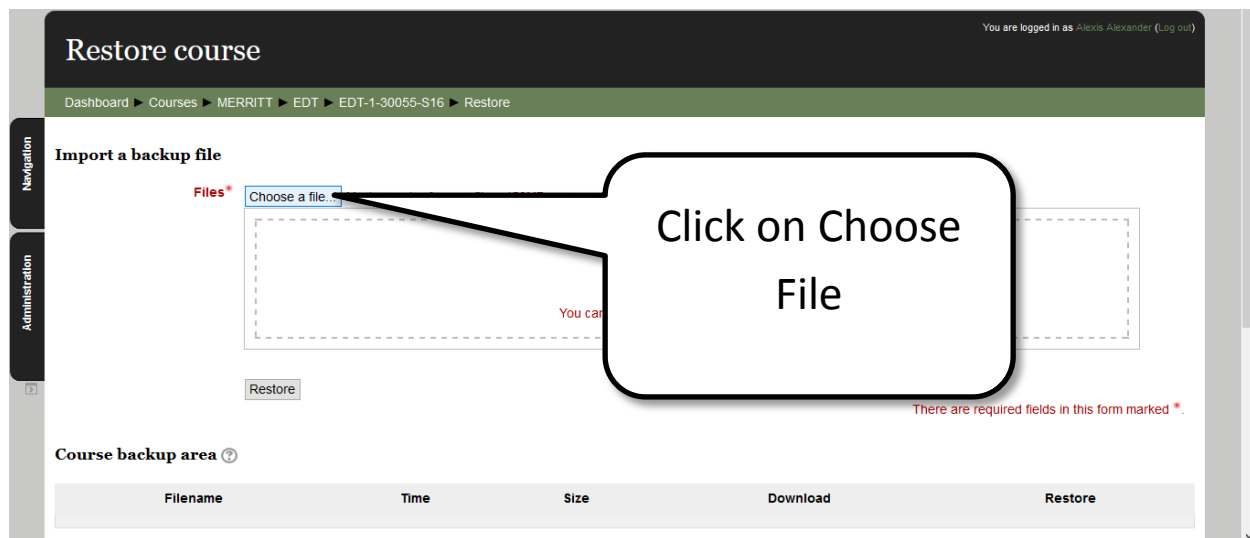 You are logged in as Alexis Alexander (Log out)
Restore course
Dashboard ► Courses ► MERRITT ► EDT ► EDT-1-30055-S16 ► Restore
Navigation
Administration
Import a backup file
Files* Choose a file...
You can
Click on Choose
File
Restore
There are required fields in this form marked *.
Course backup area
Filename Time Size Download Restore